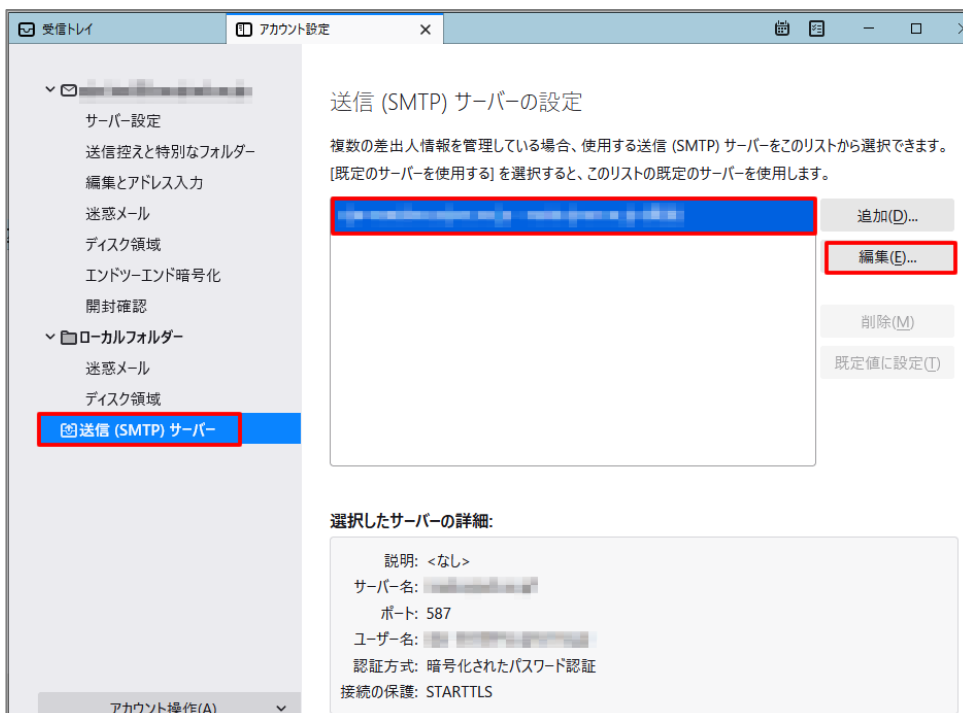 受信トレイ
アカウント設定
サーバー設定
送信控えと特別なフォルダー
編集とアドレス入力
迷惑メール
ディスク領域
エンドツーエンド暗号化
開封確認
ローカルフォルダー
迷惑メール
ディスク領域
送信 (SMTP) サーバー
アカウント操作(A)
送信 (SMTP) サーバーの設定
複数の差出人情報を管理している場合、使用する送信 (SMTP) サーバーをこのリストから選択できます。
[既定のサーバーを使用する] を選択すると、このリストの既定のサーバーを使用します。
追加(D)...
編集(E)...
削除(M)
既定値に設定(T)
選択したサーバーの詳細:
説明: <なし>
サーバー名:
ポート: 587
ユーザー名:
認証方式: 暗号化されたパスワード認証
接続の保護: STARTTLS